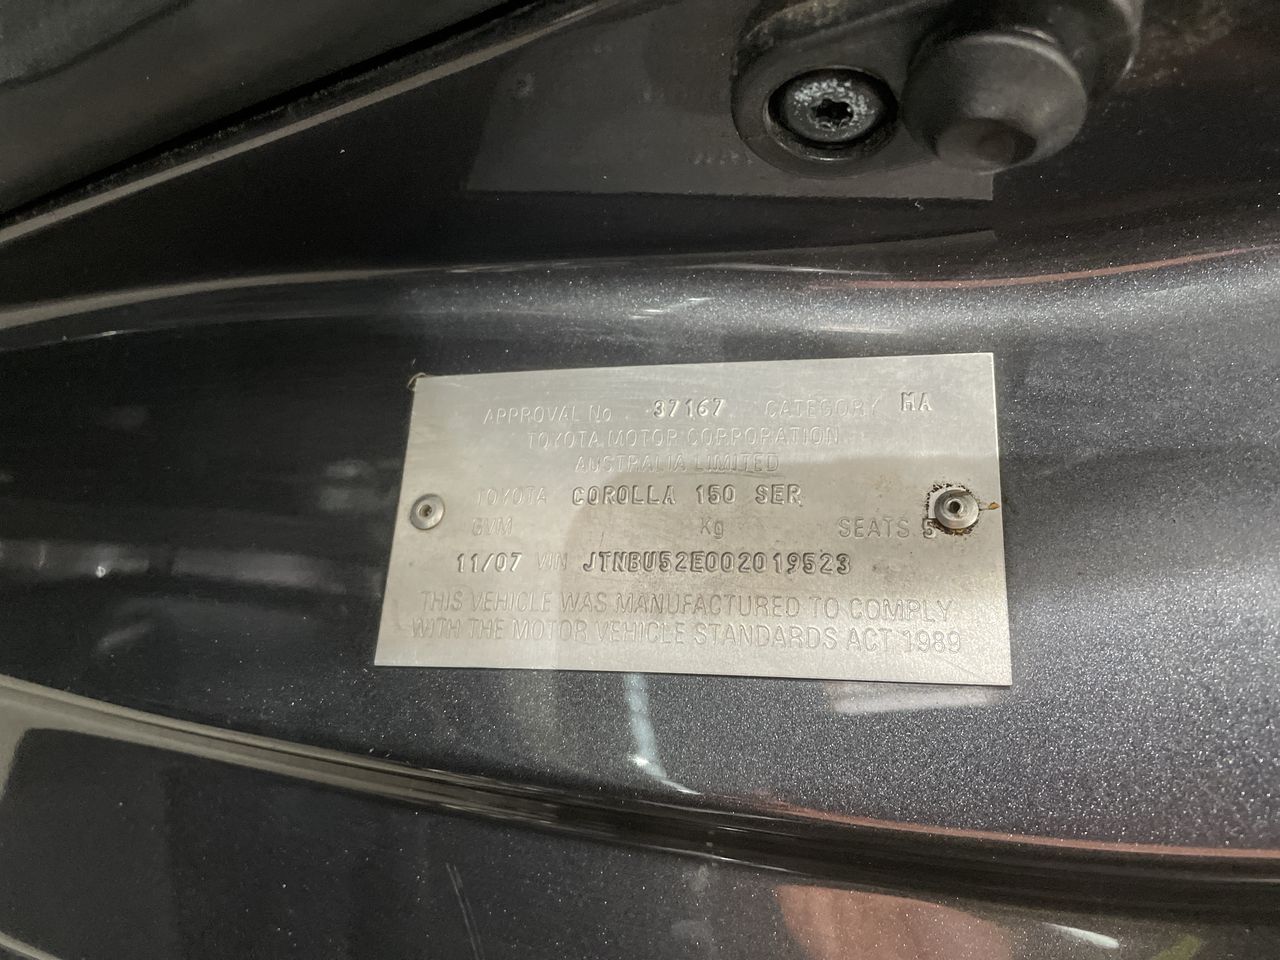 APPROVAL No 37167 CATEGORY MA
TOYOTA MOTOR CORPORATION
AUSTRALIA LIMITED
TOYOTA COROLLA 150 SER
GVM Kg SEATS 5
11/07 VIN JTNBU52E002019523
THIS VEHICLE WAS MANUFACTURED TO COMPLY
WITH THE MOTOR VEHICLE STANDARDS ACT 1989